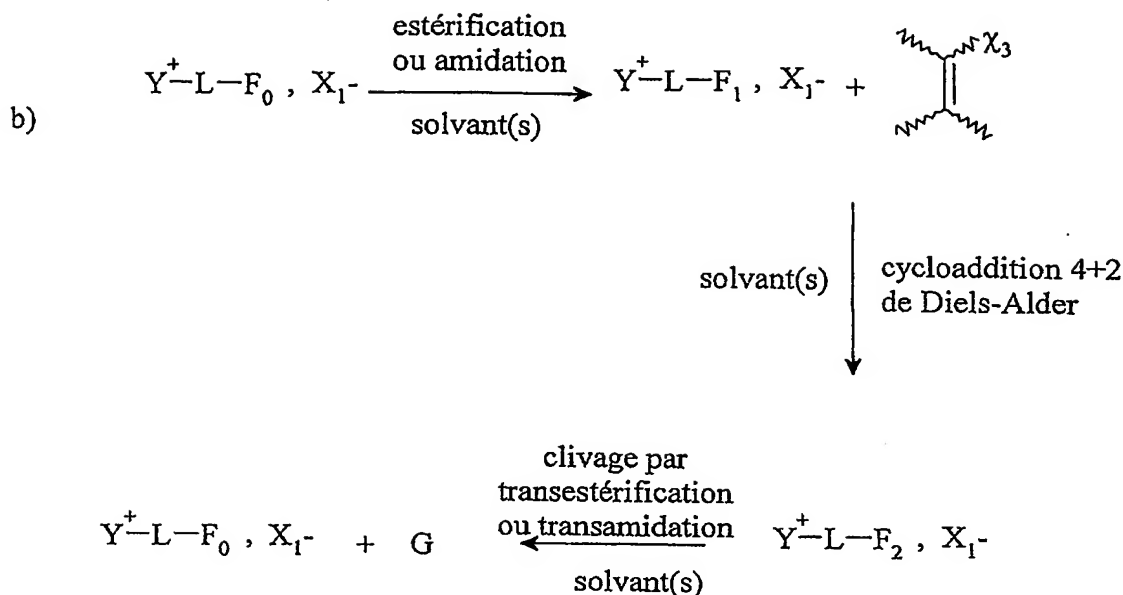 estérification
ou amidation
b) Y⁺—L—F₀ , X₁- Y⁺—L—F₁ , X₁- + χ₃
solvant(s)
solvant(s) cycloaddition 4+2
de Diels-Alder
clivage par
transestérification
ou transamidation
Y⁺—L—F₀ , X₁- + G Y⁺—L—F₂ , X₁-
solvant(s)